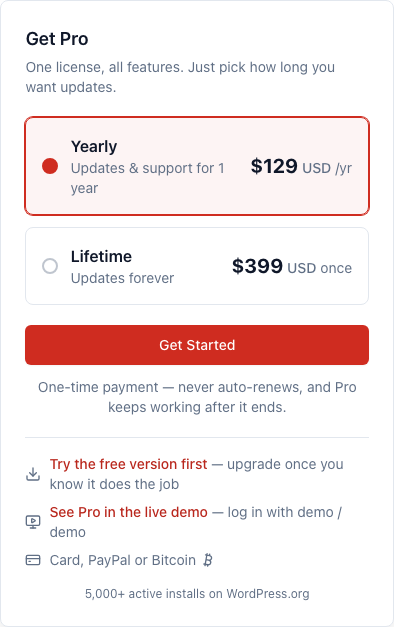 Get Pro
One license, all features. Just pick how long you
want updates.
Yearly
Updates & support for 1
year
$129 USD /yr
Lifetime
Updates forever
$399 USD once
Get Started
One-time payment — never auto-renews, and Pro
keeps working after it ends.
Try the free version first — upgrade once you
know it does the job
See Pro in the live demo — log in with demo /
demo
Card, PayPal or Bitcoin ₿
5,000+ active installs on WordPress.org